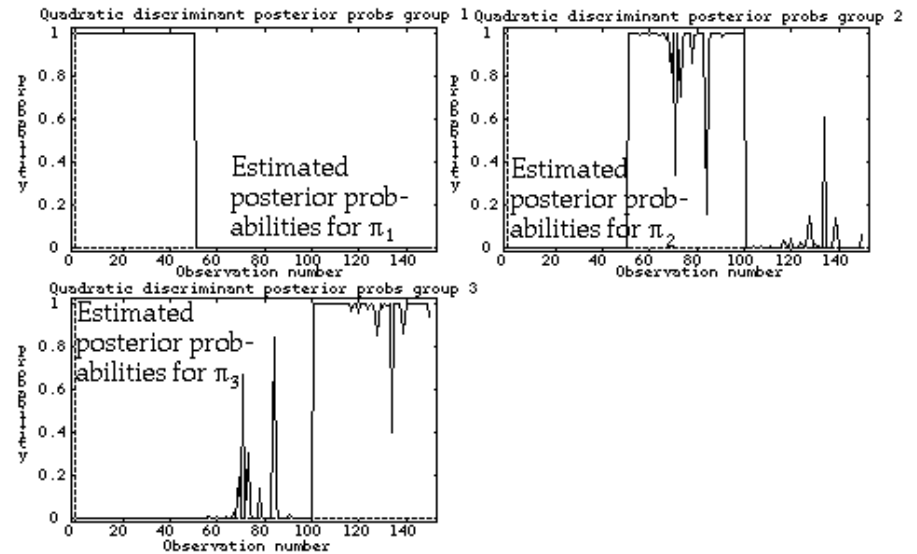 Quadratic discriminant posterior probs group 1
Quadratic discriminant posterior probs group 2
1
0.8
0.6
0.4
0.2
0
Probability
Estimated
posterior prob-
abilities for π₁
0 20 40 60 80 100 120 140
Observation number
1
0.8
0.6
0.4
0.2
0
Probability
Estimated
posterior prob-
abilities for π₂
0 20 40 60 80 100 120 140
Observation number
Quadratic discriminant posterior probs group 3
1
0.8
0.6
0.4
0.2
0
Probability
Estimated
posterior prob-
abilities for π₃
0 20 40 60 80 100 120 140
Observation number